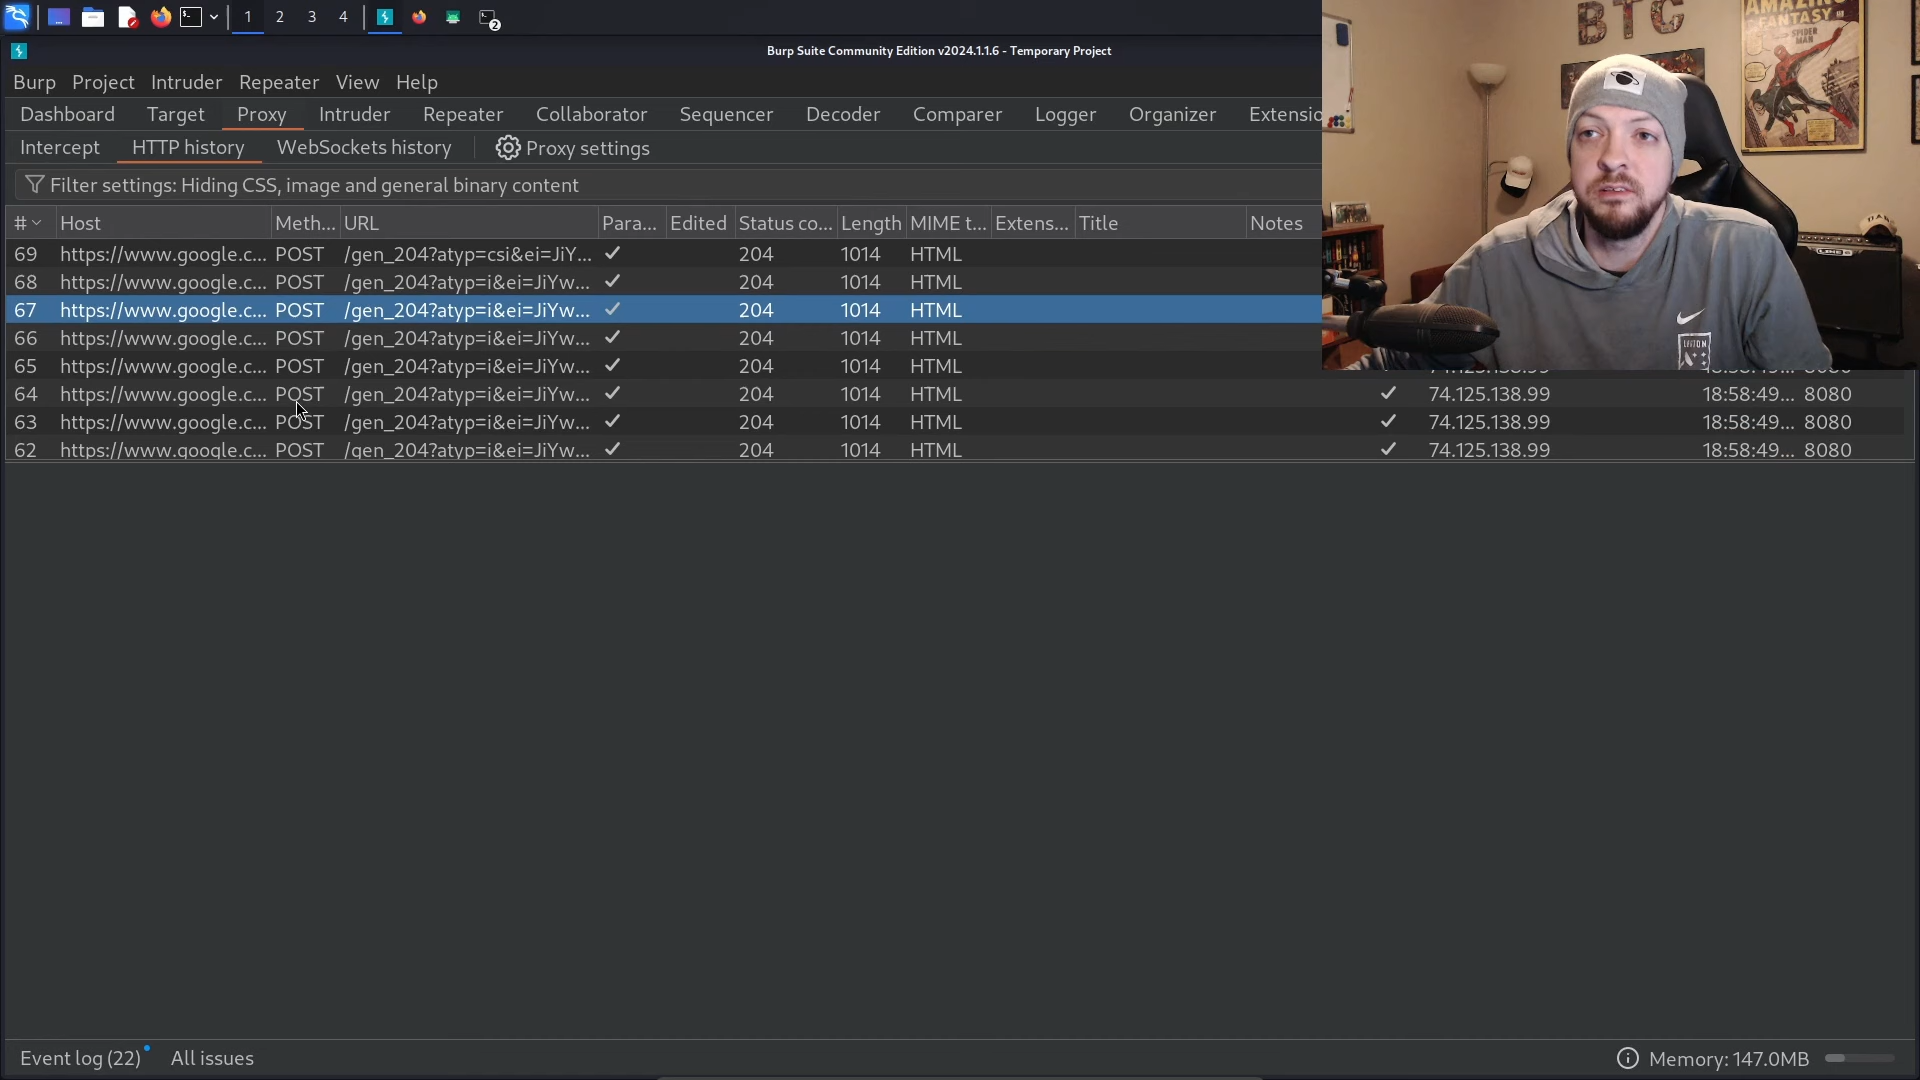 1 2 3 4 2
Burp Suite Community Edition v2024.1.1.6 - Temporary Project
Burp Project Intruder Repeater View Help
Dashboard Target Proxy Intruder Repeater Collaborator Sequencer Decoder Comparer Logger Organizer Extensio
Intercept HTTP history WebSockets history Proxy settings
Filter settings: Hiding CSS, image and general binary content
# Host Meth... URL Para... Edited Status co... Length MIME t... Extens... Title Notes
69 https://www.google.c... POST /gen_204?atyp=csi&ei=JiY... 204 1014 HTML
68 https://www.google.c... POST /gen_204?atyp=i&ei=JiYw... 204 1014 HTML
67 https://www.google.c... POST /gen_204?atyp=i&ei=JiYw... 204 1014 HTML
66 https://www.google.c... POST /gen_204?atyp=i&ei=JiYw... 204 1014 HTML
65 https://www.google.c... POST /gen_204?atyp=i&ei=JiYw... 204 1014 HTML
64 https://www.google.c... POST /gen_204?atyp=i&ei=JiYw... 204 1014 HTML 74.125.138.99 18:58:49... 8080
63 https://www.google.c... POST /gen_204?atyp=i&ei=JiYw... 204 1014 HTML 74.125.138.99 18:58:49... 8080
62 https://www.google.c... POST /gen_204?atyp=i&ei=JiYw... 204 1014 HTML 74.125.138.99 18:58:49... 8080
Event log (22) All issues Memory: 147.0MB
BTC
AMAZING
FANTASY
SPIDER
MAN
LINE 6